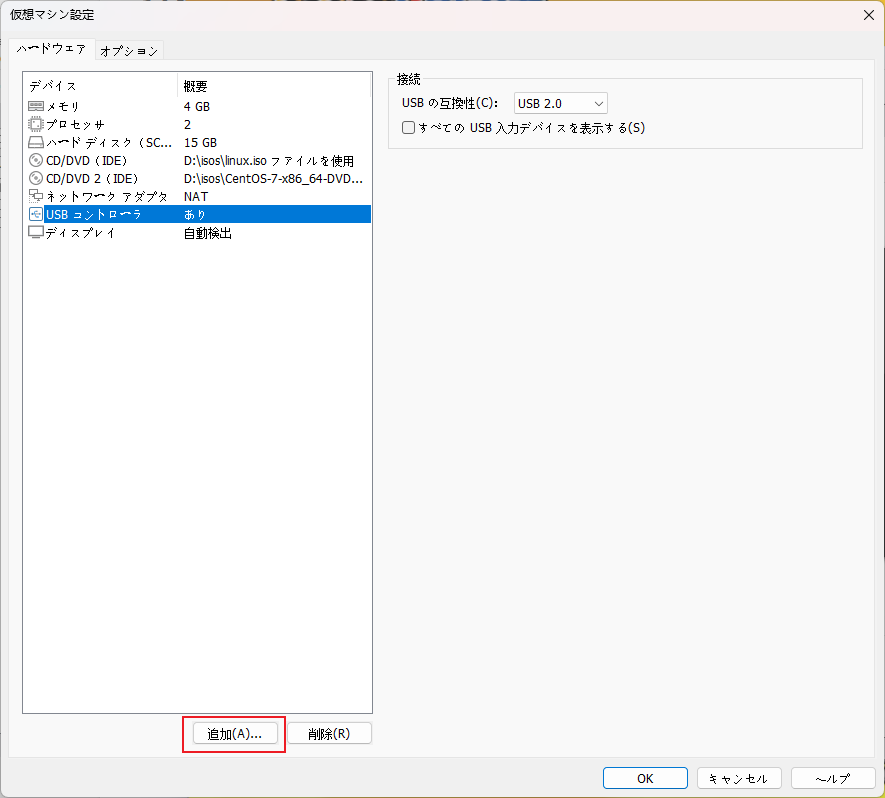 仮想マシン設定
ハードウェア オプション
デバイス 概要
メモリ 4 GB
プロセッサ 2
ハード ディスク (SC... 15 GB
CD/DVD (IDE) D:\isos\linux.iso ファイルを使用
CD/DVD 2 (IDE) D:\isos\CentOS-7-x86_64-DVD...
ネットワーク アダプタ NAT
USB コントローラ あり
ディスプレイ 自動検出
接続
USB の互換性(C): USB 2.0
すべての USB 入力デバイスを表示する(S)
追加(A)... 削除(R)
OK キャンセル ヘルプ